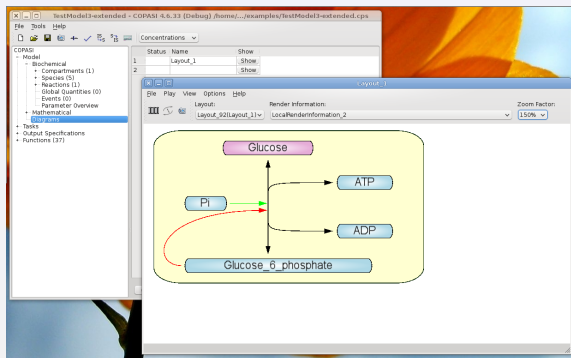 TestModel3-extended - COPASI 4.6.33 (Debug) /home/.../examples/TestModel3-extended.cps
File Tools Help
Concentrations
COPASI
Model
Biochemical
Compartments (1)
Species (5)
Reactions (1)
Global Quantities (0)
Events (0)
Parameter Overview
Mathematical
Diagrams
Tasks
Output Specifications
Functions (37)
Status Name Show
1 Layout_1 Show
2 Show
Layout_1
File Play View Options Help
Layout: Render Information: Zoom Factor:
Layout_92(Layout_1) LocalRenderInformation_2 150%
Glucose
ATP
Pi
ADP
Glucose_6_phosphate